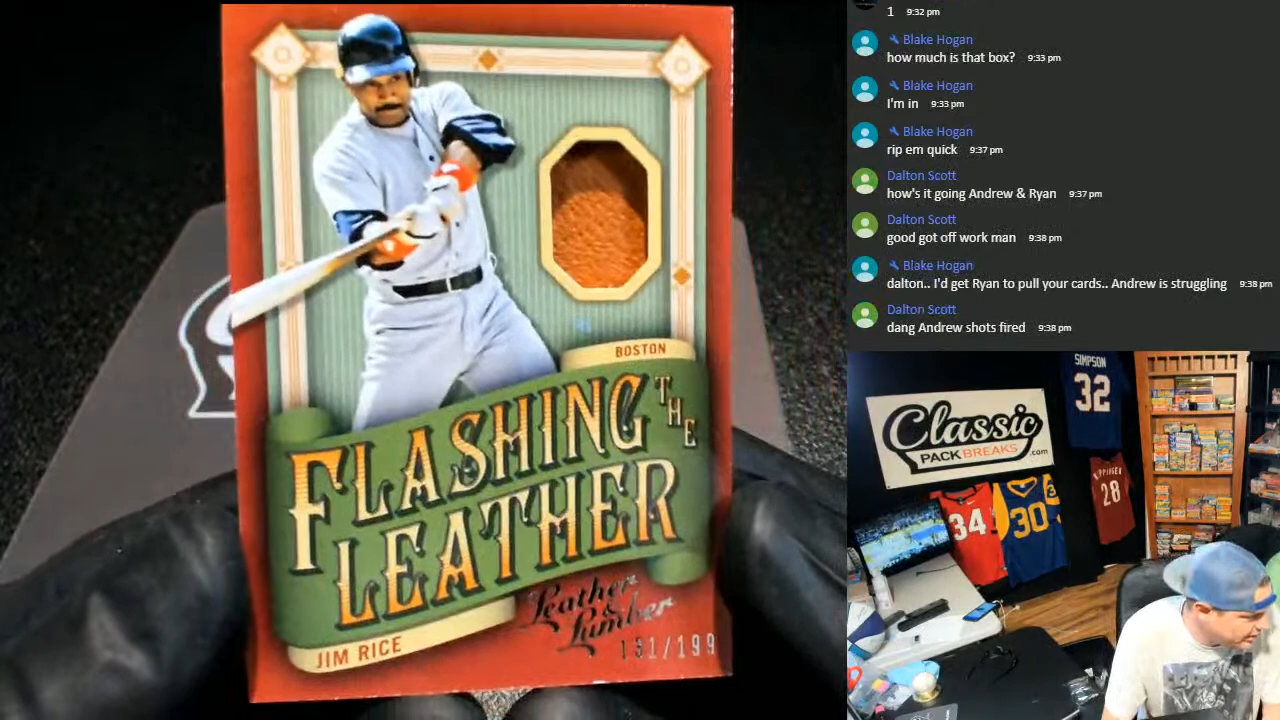 BOSTON
FLASHING THE
LEATHER
JIM RICE
Leather
&
Lumber
131/199
1 9:32 pm
Blake Hogan
how much is that box? 9:33 pm
Blake Hogan
I'm in 9:33 pm
Blake Hogan
rip em quick 9:37 pm
Dalton Scott
how's it going Andrew & Ryan 9:37 pm
Dalton Scott
good got off work man 9:38 pm
Blake Hogan
dalton.. I'd get Ryan to pull your cards.. Andrew is struggling 9:38 pm
Dalton Scott
dang Andrew shots fired 9:38 pm
SIMPSON
32
Classic
PACK BREAKS .com
34
30
28